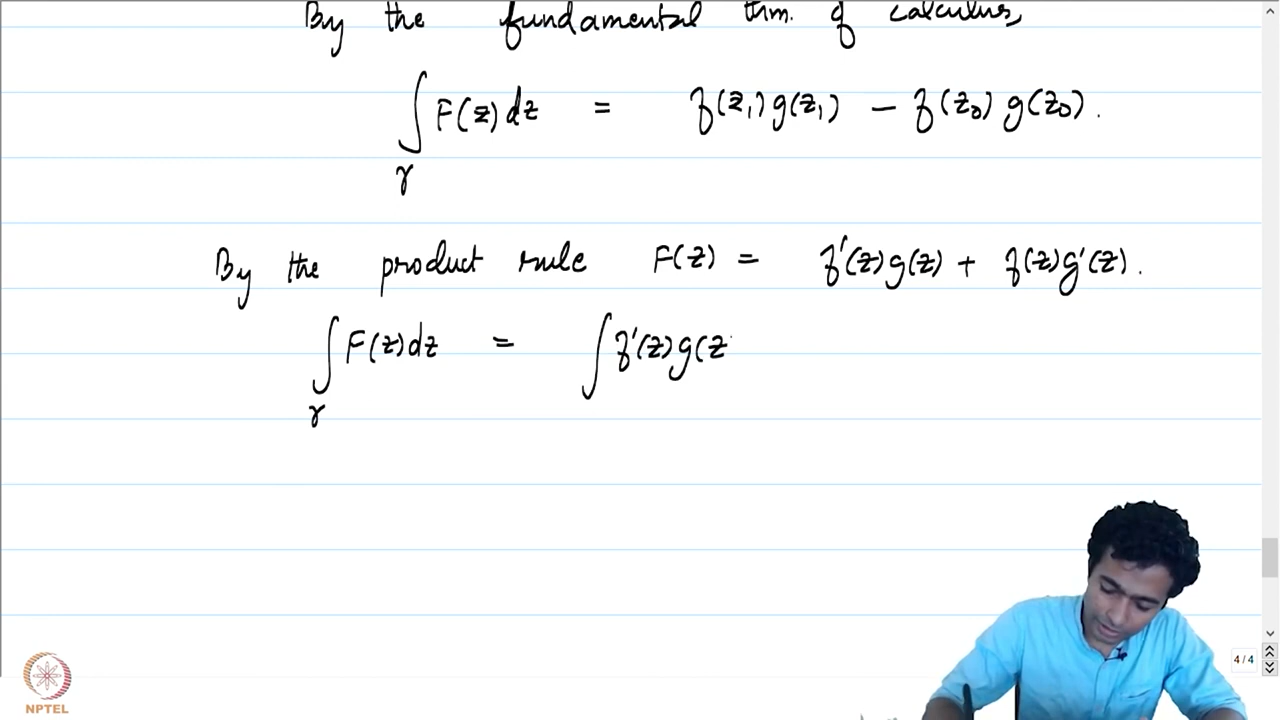 By the fundamental thm. of calculus,
∫_γ F(z) dz = f(z₁) g(z₁) − f(z₀) g(z₀).
By the product rule F(z) = f'(z) g(z) + f(z) g'(z).
∫_γ F(z) dz = ∫ f'(z) g(z
4 / 4
NPTEL